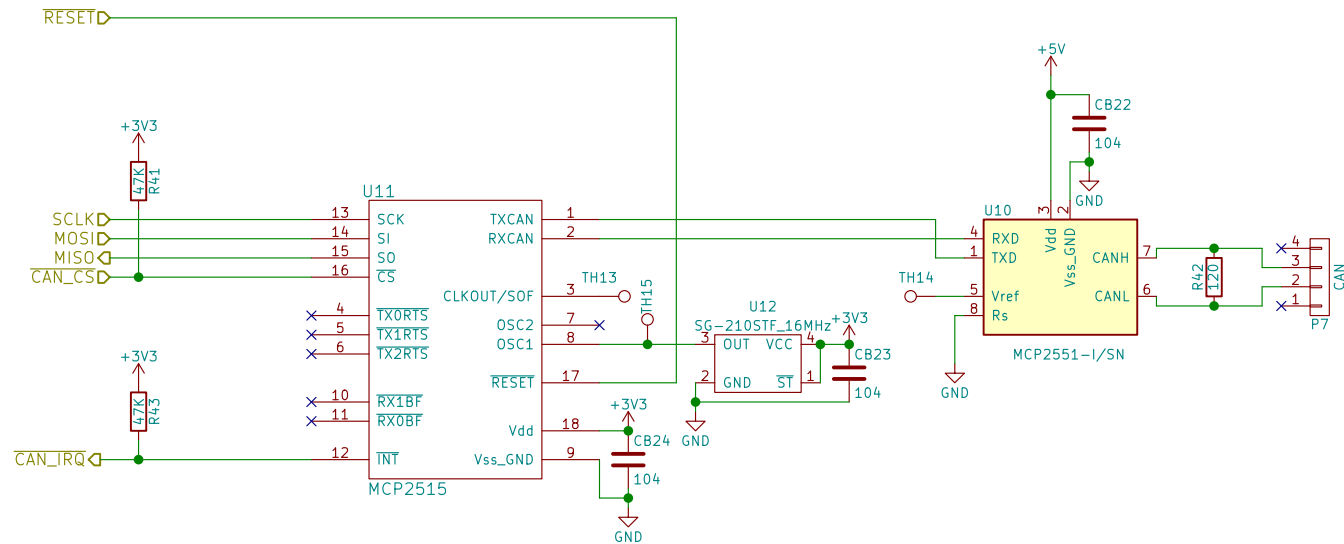 RESET
+5V
CB22
104
GND
+3V3
47K
R41
U11
SCLK
MOSI
MISO
CAN_CS
13
14
15
16
SCK
SI
SO
CS
TXCAN
RXCAN
1
2
4
5
6
TX0RTS
TX1RTS
TX2RTS
CLKOUT/SOF
3
TH13
TH15
OSC2
7
OSC1
8
10
11
RX1BF
RX0BF
RESET
17
Vdd
18
Vss_GND
9
+3V3
47K
R43
CAN_IRQ
12
INT
MCP2515
+3V3
CB24
104
GND
U12
SG-210STF_16MHz
3
OUT
VCC
4
2
GND
ST
1
GND
+3V3
CB23
104
U10
3
2
Vdd
Vss_GND
4
RXD
1
TXD
TH14
5
Vref
8
Rs
CANH
7
CANL
6
MCP2551-I/SN
GND
R42
120
4
3
2
1
CAN
P7